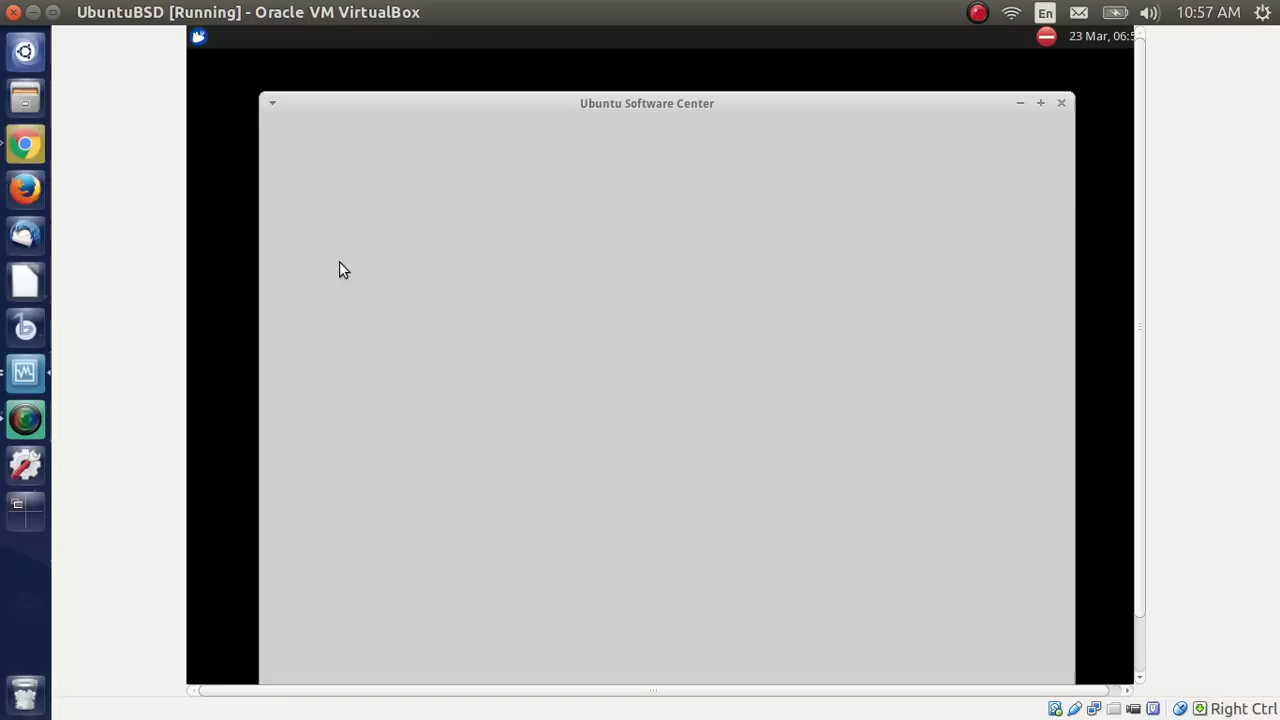 UbuntuBSD [Running] - Oracle VM VirtualBox
En
10:57 AM
23 Mar, 06:5
Ubuntu Software Center
Right Ctrl